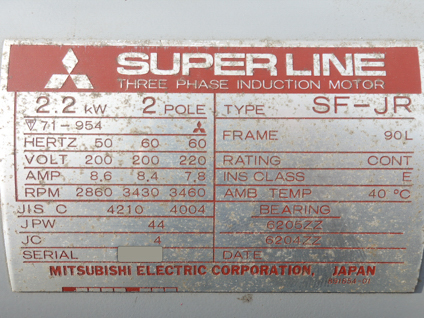 SUPER LINE
THREE PHASE INDUCTION MOTOR
2.2 kW 2 POLE TYPE SF-JR
71-954
FRAME 90L
HERTZ 50 60 60
VOLT 200 200 220 RATING CONT
AMP 8,6 8,4 7,8 INS CLASS E
RPM 2860 3430 3460 AMB TEMP 40 °C
JIS C 4210 4004 BEARING
JPW 44 6205ZZ
JC 4 6204ZZ
SERIAL DATE
MITSUBISHI ELECTRIC CORPORATION, JAPAN